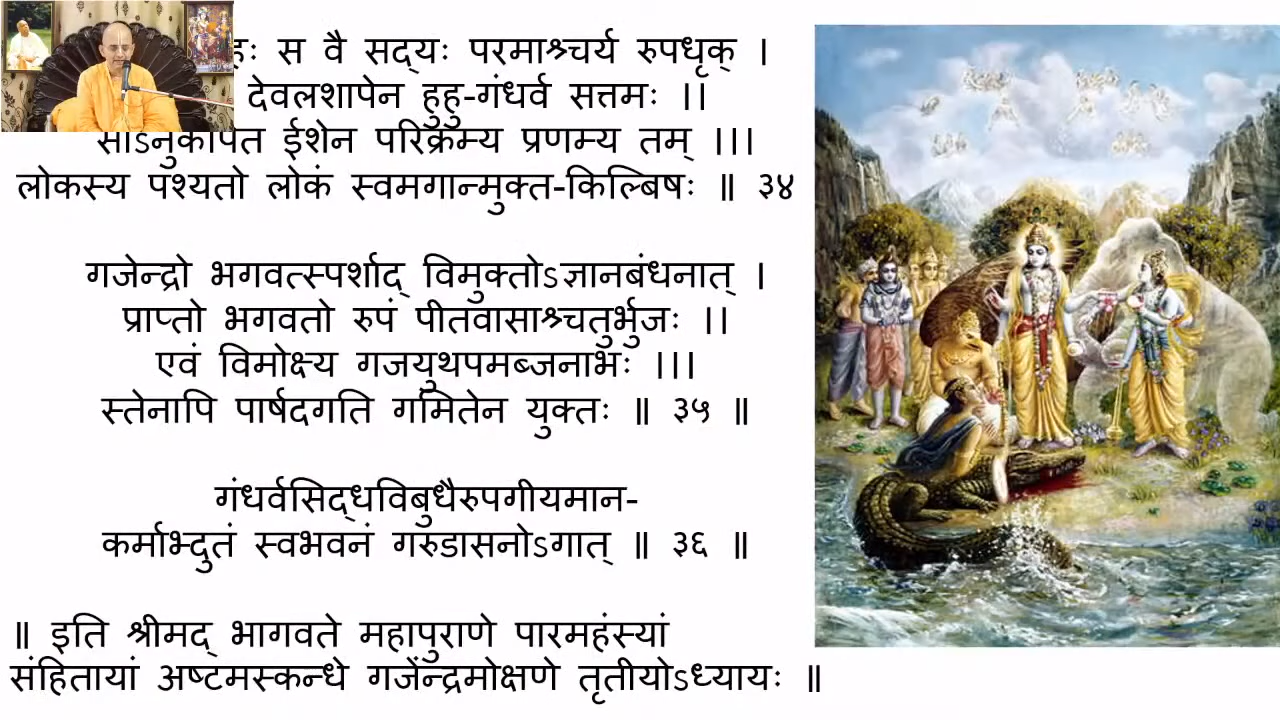 स वै सद्यः परमाश्र्चर्य रुपधृक् ।
देवलशापेन हुहु-गंधर्व सत्तमः ।।
ईशेन परिक्रम्य प्रणम्य तम् ।।।
लोकस्य पश्यतो लोकं स्वमगान्मुक्त-किल्बिषः ॥ ३४
गजेन्द्रो भगवत्स्पर्शाद् विमुक्तोऽज्ञानबंधनात् ।
प्राप्तो भगवतो रुपं पीतवासाश्र्चतुर्भुजः ।।
एवं विमोक्ष्य गजयुथपमब्जनाभः ।।।
स्तेनापि पार्षदगति गमितेन युक्तः ॥ ३५ ॥
गंधर्वसिद्धविबुधैरुपगीयमान-
कर्माभ्दुतं स्वभवनं गरुडासनोऽगात् ॥ ३६ ॥
॥ इति श्रीमद् भागवते महापुराणे पारमहंस्यां
संहितायां अष्टमस्कन्धे गजेंन्द्रमोक्षणे तृतीयोऽध्यायः ॥